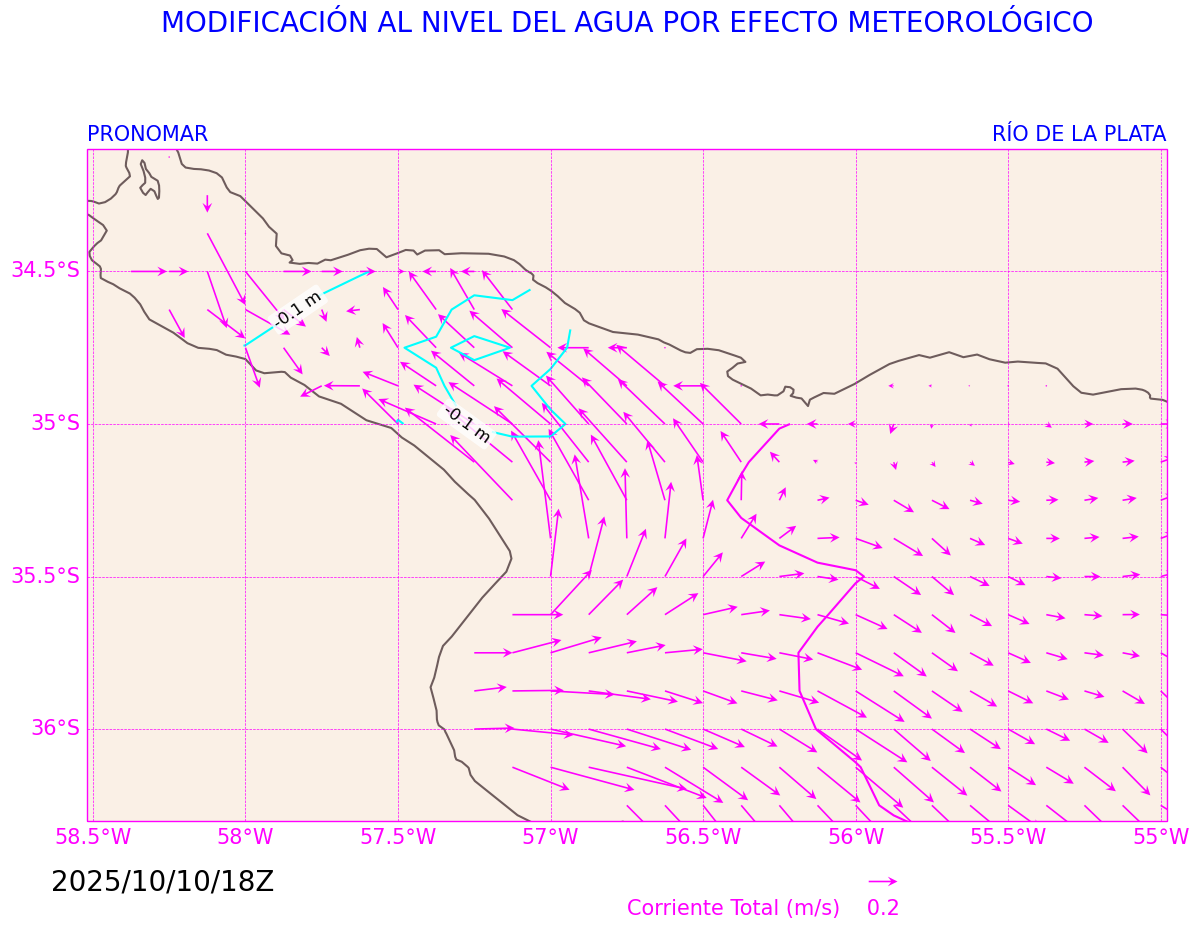 MODIFICACIÓN AL NIVEL DEL AGUA POR EFECTO METEOROLÓGICO
PRONOMAR
RÍO DE LA PLATA
34.5°S
-0.1 m
35°S
-0.1 m
35.5°S
36°S
58.5°W 58°W 57.5°W 57°W 56.5°W 56°W 55.5°W 55°W
2025/10/10/18Z
Corriente Total (m/s) 0.2